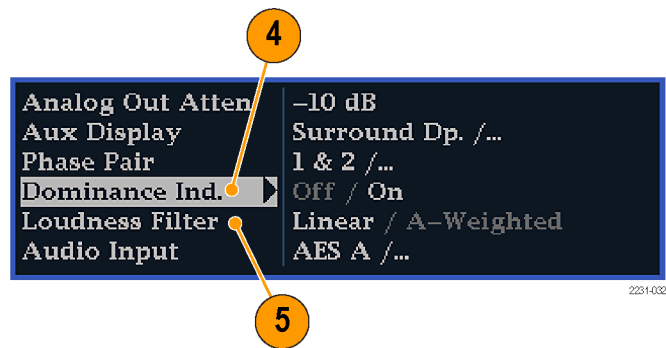 4
Analog Out Atten –10 dB
Aux Display Surround Dp. /...
Phase Pair 1 & 2 /...
Dominance Ind. Off / On
Loudness Filter Linear / A–Weighted
Audio Input AES A /...
2231-032
5